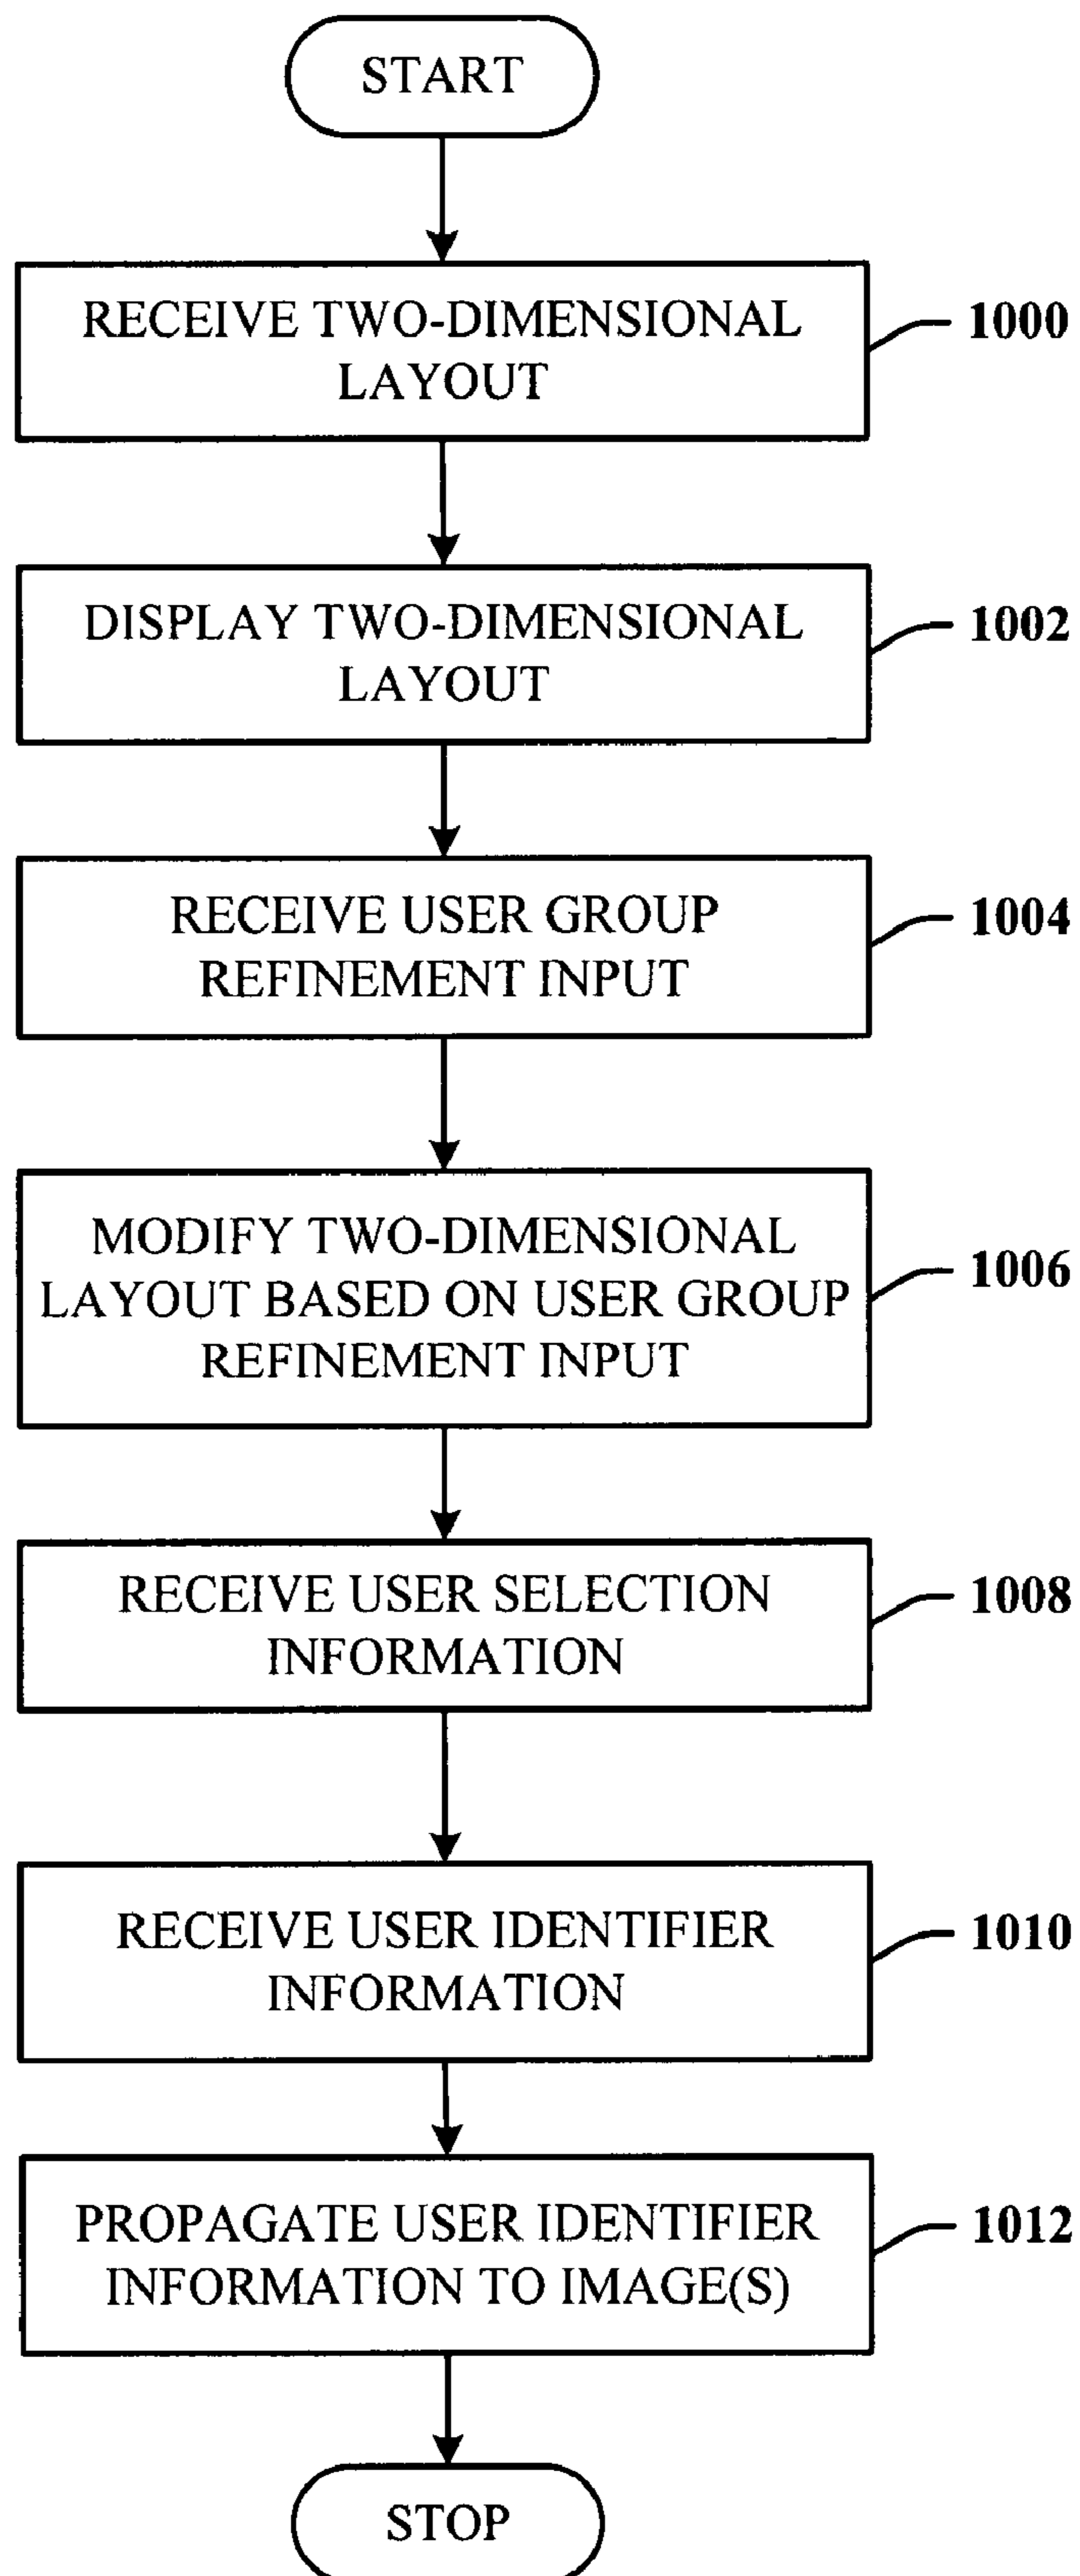 START
RECEIVE TWO-DIMENSIONAL
LAYOUT
1000
DISPLAY TWO-DIMENSIONAL
LAYOUT
1002
RECEIVE USER GROUP
REFINEMENT INPUT
1004
MODIFY TWO-DIMENSIONAL
LAYOUT BASED ON USER GROUP
REFINEMENT INPUT
1006
RECEIVE USER SELECTION
INFORMATION
1008
RECEIVE USER IDENTIFIER
INFORMATION
1010
PROPAGATE USER IDENTIFIER
INFORMATION TO IMAGE(S)
1012
STOP